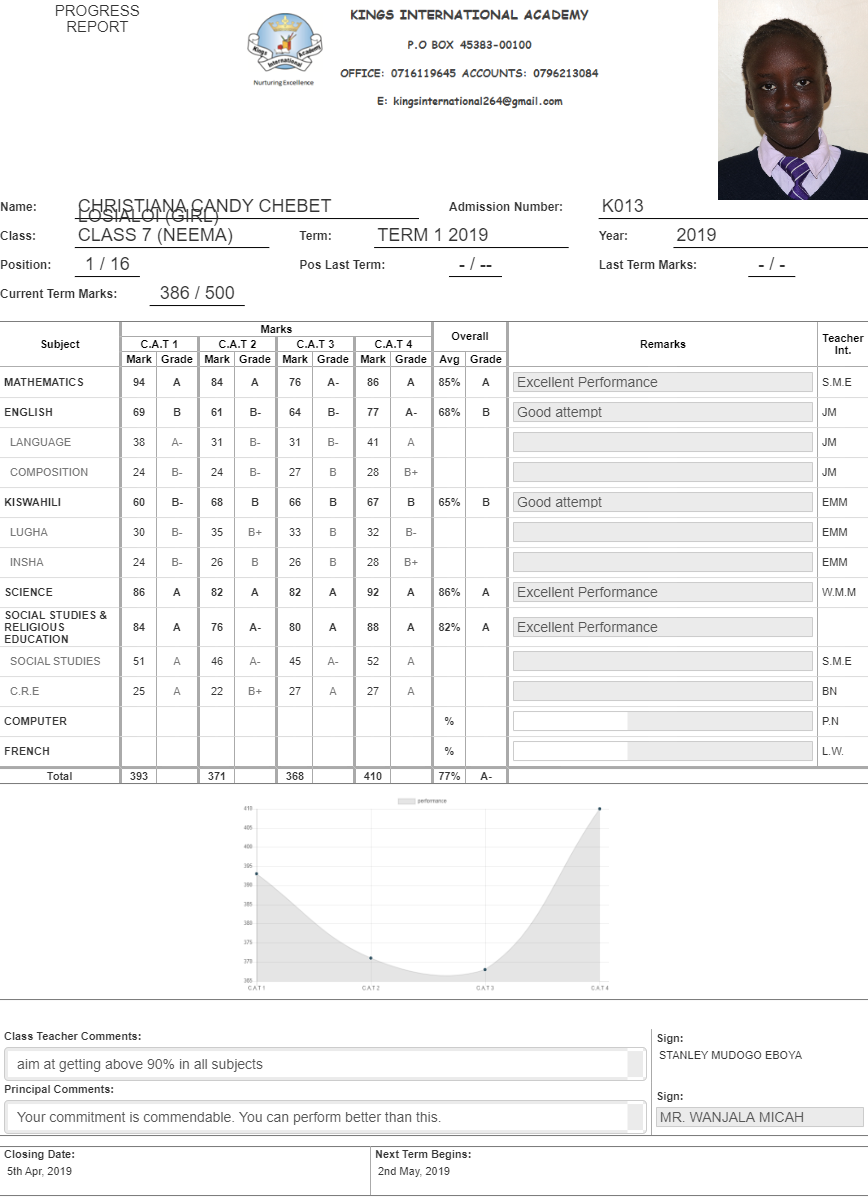 PROGRESS
REPORT
KINGS INTERNATIONAL ACADEMY
P.O BOX 45383-00100
OFFICE: 0716119645 ACCOUNTS: 0796213084
E: kingsinternational264@gmail.com
Kings Academy
International
Nurturing Excellence
Name: CHRISTIANA CANDY CHEBET LOSIALOI (GIRL) Admission Number: K013
Class: CLASS 7 (NEEMA) Term: TERM 1 2019 Year: 2019
Position: 1 / 16 Pos Last Term: - / -- Last Term Marks: - / -
Current Term Marks: 386 / 500
Subject Marks Overall Remarks Teacher Int.
C.A.T 1 C.A.T 2 C.A.T 3 C.A.T 4
Mark Grade Mark Grade Mark Grade Mark Grade Avg Grade
MATHEMATICS 94 A 84 A 76 A- 86 A 85% A Excellent Performance S.M.E
ENGLISH 69 B 61 B- 64 B- 77 A- 68% B Good attempt JM
LANGUAGE 38 A- 31 B- 31 B- 41 A JM
COMPOSITION 24 B- 24 B- 27 B 28 B+ JM
KISWAHILI 60 B- 68 B 66 B 67 B 65% B Good attempt EMM
LUGHA 30 B- 35 B+ 33 B 32 B- EMM
INSHA 24 B- 26 B 26 B 28 B+ EMM
SCIENCE 86 A 82 A 82 A 92 A 86% A Excellent Performance W.M.M
SOCIAL STUDIES & RELIGIOUS EDUCATION 84 A 76 A- 80 A 88 A 82% A Excellent Performance
SOCIAL STUDIES 51 A 46 A- 45 A- 52 A S.M.E
C.R.E 25 A 22 B+ 27 A 27 A BN
COMPUTER % P.N
FRENCH % L.W.
Total 393 371 368 410 77% A-
performance
410
405
400
395
390
385
380
375
370
365
C.A.T 1 C.A.T 2 C.A.T 3 C.A.T 4
Class Teacher Comments:
aim at getting above 90% in all subjects
Sign:
STANLEY MUDOGO EBOYA
Principal Comments:
Your commitment is commendable. You can perform better than this.
Sign:
MR. WANJALA MICAH
Closing Date: Next Term Begins:
5th Apr, 2019 2nd May, 2019